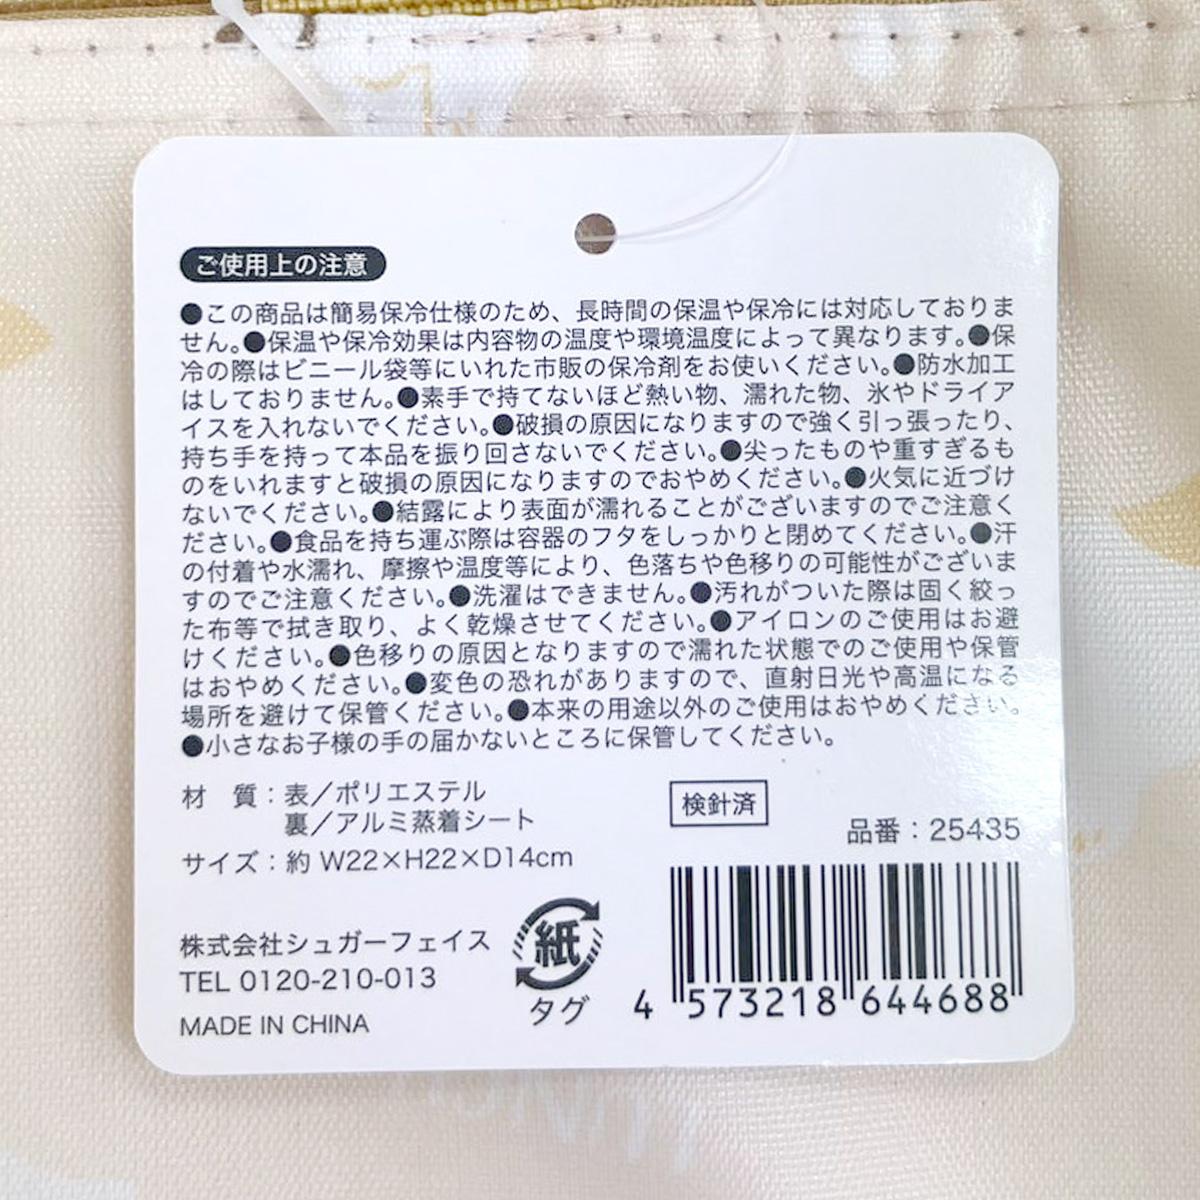 ご使用上の注意
●この商品は簡易保冷仕様のため、長時間の保温や保冷には対応しておりま
せん。●保温や保冷効果は内容物の温度や環境温度によって異なります。●保
冷の際はビニール袋等にいれた市販の保冷剤をお使いください。●防水加工
はしておりません。●素手で持てないほど熱い物、濡れた物、氷やドライア
イスを入れないでください。●破損の原因になりますので強く引っ張ったり、
持ち手を持って本品を振り回さないでください。●尖ったものや重すぎるも
のをいれますと破損の原因になりますのでおやめください。●火気に近づけ
ないでください。●結露により表面が濡れることがございますのでご注意く
ださい。●食品を持ち運ぶ際は容器のフタをしっかりと閉めてください。●汗
の付着や水濡れ、摩擦や温度等により、色落ちや色移りの可能性がございま
すのでご注意ください。●洗濯はできません。●汚れがついた際は固く絞っ
た布等で拭き取り、よく乾燥させてください。●アイロンのご使用はお避
けください。●色移りの原因となりますので濡れた状態でのご使用や保管
はおやめください。●変色の恐れがありますので、直射日光や高温になる
場所を避けて保管ください。●本来の用途以外のご使用はおやめください。
●小さなお子様の手の届かないところに保管してください。
材　質：表／ポリエステル
裏／アルミ蒸着シート
サイズ：約 W22×H22×D14cm
検針済
品番：25435
株式会社シュガーフェイス
TEL 0120-210-013
MADE IN CHINA
紙
タグ
4 573218 644688